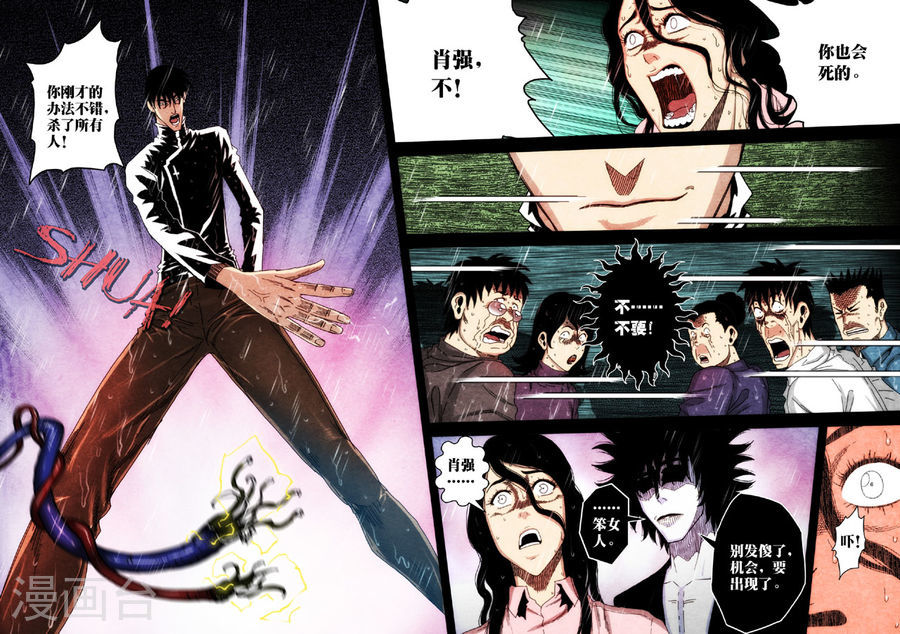 肖强，
不！
你也会
死的。
不……
不要！
肖强
……
……
笨女
人。
别发傻了，
机会，要
出现了。
吓！
你刚才的
办法不错，
杀了所有
人！
SHUA!
漫画台